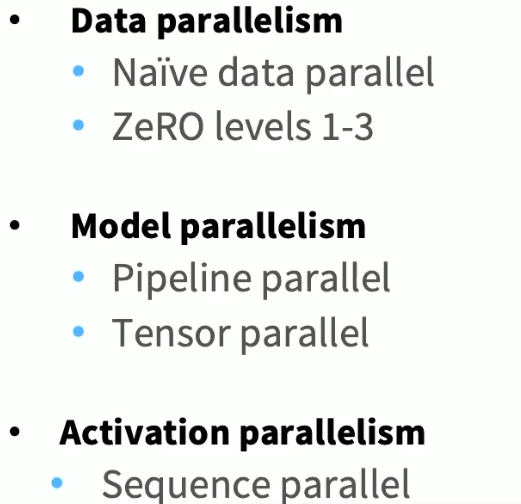 • Data parallelism
• Naïve data parallel
• ZeRO levels 1-3
• Model parallelism
• Pipeline parallel
• Tensor parallel
• Activation parallelism
• Sequence parallel